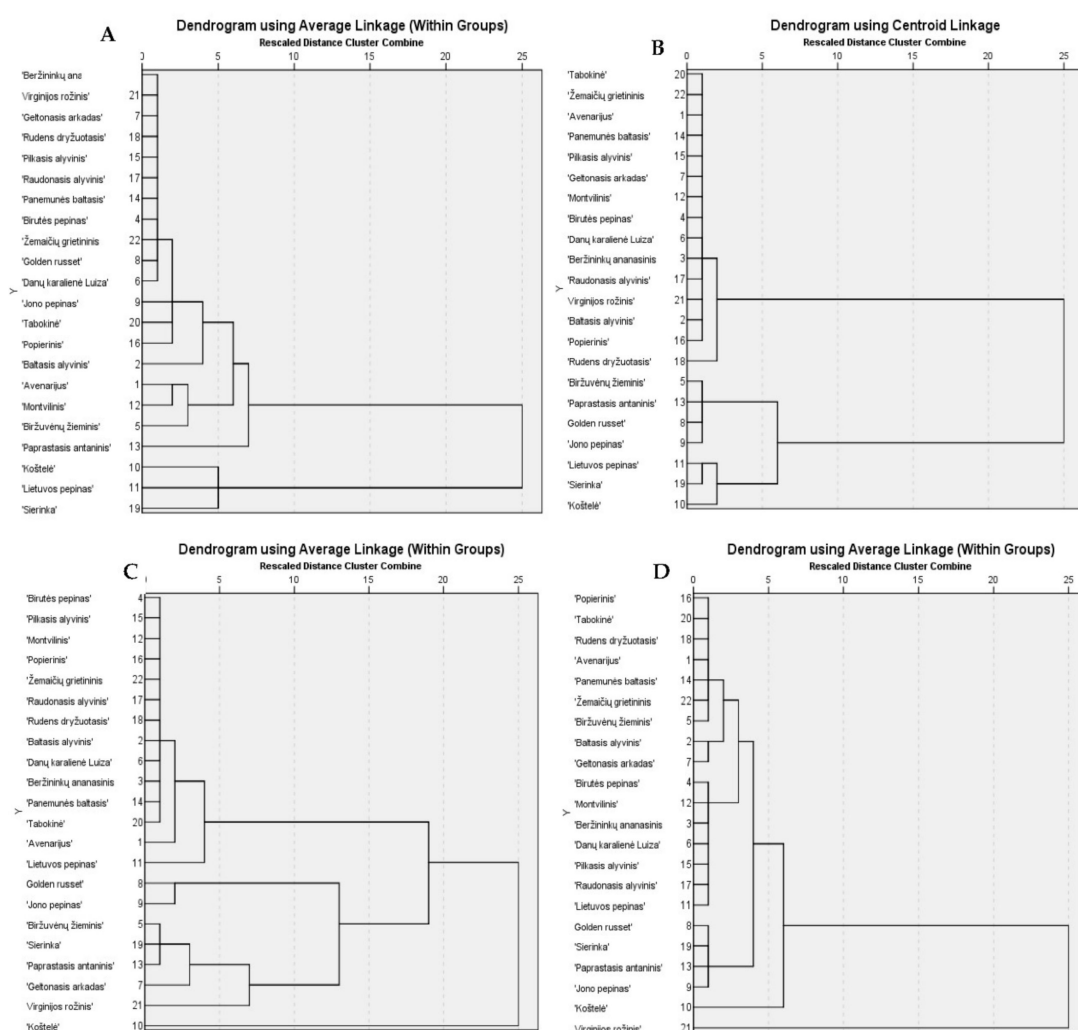 A
Dendrogram using Average Linkage (Within Groups)
Rescaled Distance Cluster Combine
0 5 10 15 20 25
'Beržininkų ana
Virginijos rožinis' 21
'Geltonasis arkadas' 7
'Rudens dryžuotasis' 18
'Pilkasis alyvinis' 15
'Raudonasis alyvinis' 17
'Panemunės baltasis' 14
'Birutės pepinas' 4
'Žemaičių grietininis 22
'Golden russet' 8
'Danų karalienė Luiza' 6
'Jono pepinas' 9
'Tabokinė' 20
'Popierinis' 16
'Baltasis alyvinis' 2
'Avenarijus' 1
'Montvilinis' 12
'Biržuvėnų žieminis' 5
'Paprastasis antaninis' 13
'Koštelė' 10
'Lietuvos pepinas' 11
'Sierinka' 19
Y
B
Dendrogram using Centroid Linkage
Rescaled Distance Cluster Combine
0 5 10 15 20 25
'Tabokinė' 20
'Žemaičių grietininis 22
'Avenarijus' 1
'Panemunės baltasis' 14
'Pilkasis alyvinis' 15
'Geltonasis arkadas' 7
'Montvilinis' 12
'Birutės pepinas' 4
'Danų karalienė Luiza' 6
'Beržininkų ananasinis 3
'Raudonasis alyvinis' 17
Virginijos rožinis' 21
'Baltasis alyvinis' 2
'Popierinis' 16
'Rudens dryžuotasis' 18
'Biržuvėnų žieminis' 5
'Paprastasis antaninis' 13
Golden russet' 8
'Jono pepinas' 9
'Lietuvos pepinas' 11
'Sierinka' 19
'Koštelė' 10
Y
C
Dendrogram using Average Linkage (Within Groups)
Rescaled Distance Cluster Combine
0 5 10 15 20 25
'Birutės pepinas' 4
'Pilkasis alyvinis' 15
'Montvilinis' 12
'Popierinis' 16
'Žemaičių grietininis 22
'Raudonasis alyvinis' 17
'Rudens dryžuotasis' 18
'Baltasis alyvinis' 2
'Danų karalienė Luiza' 6
'Beržininkų ananasinis 3
'Panemunės baltasis' 14
'Tabokinė' 20
'Avenarijus' 1
'Lietuvos pepinas' 11
Golden russet' 8
'Jono pepinas' 9
'Biržuvėnų žieminis' 5
'Sierinka' 19
'Paprastasis antaninis' 13
'Geltonasis arkadas' 7
Virginijos rožinis' 21
'Koštelė' 10
Y
D
Dendrogram using Average Linkage (Within Groups)
Rescaled Distance Cluster Combine
0 5 10 15 20 25
'Popierinis' 16
'Tabokinė' 20
'Rudens dryžuotasis' 18
'Avenarijus' 1
'Panemunės baltasis' 14
'Žemaičių grietininis 22
'Biržuvėnų žieminis' 5
'Baltasis alyvinis' 2
'Geltonasis arkadas' 7
'Birutės pepinas' 4
'Montvilinis' 12
'Beržininkų ananasinis 3
'Danų karalienė Luiza' 6
'Pilkasis alyvinis' 15
'Raudonasis alyvinis' 17
'Lietuvos pepinas' 11
Golden russet' 8
'Sierinka' 19
'Paprastasis antaninis' 13
'Jono pepinas' 9
'Koštelė' 10
Virginijos rožinis' 21
Y